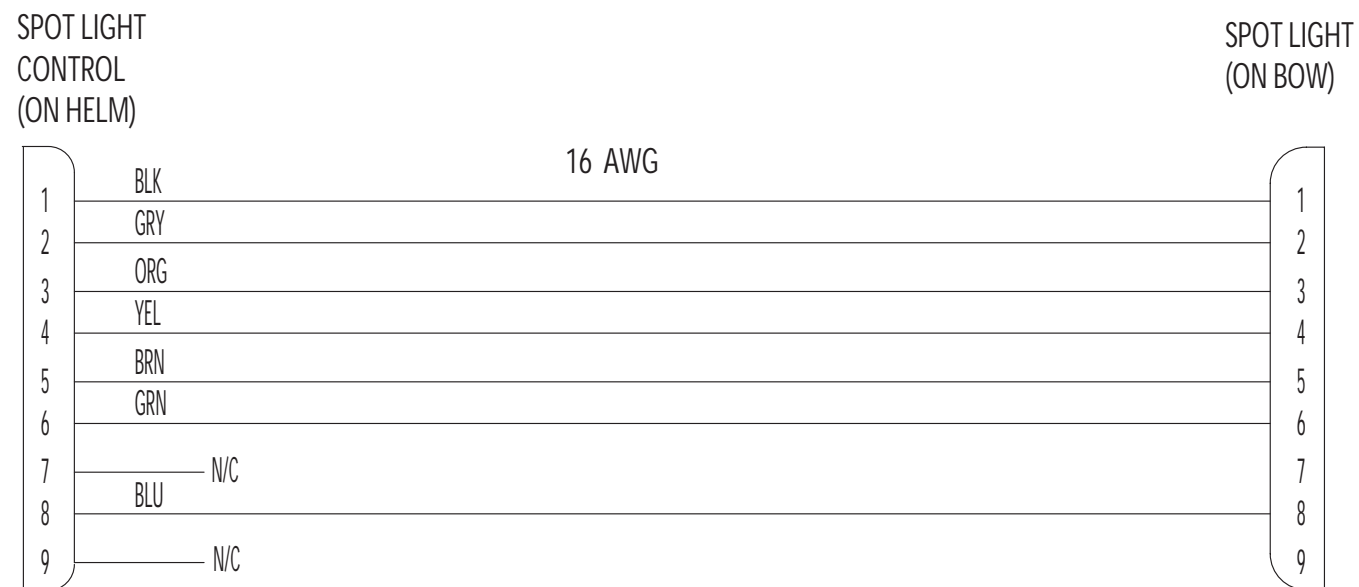 SPOT LIGHT
CONTROL
(ON HELM)
SPOT LIGHT
(ON BOW)
16 AWG
1 BLK 1
2 GRY 2
3 ORG 3
4 YEL 4
5 BRN 5
6 GRN 6
7 N/C 7
8 BLU 8
9 N/C 9